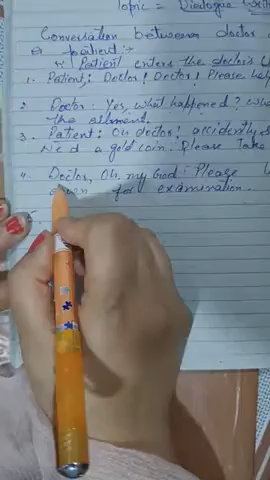 Topic = Dialogue
Conversation between doctor
patient:-
Patient enters the doctor's
1. Patient: Doctor! Doctor! Please
2. Doctor: Yes, what happened?
The ailment.
3. Patient: Oh doctor! accidently
a gold coin. Please Take
4. Doctor, Oh, my God: Please
for examination.